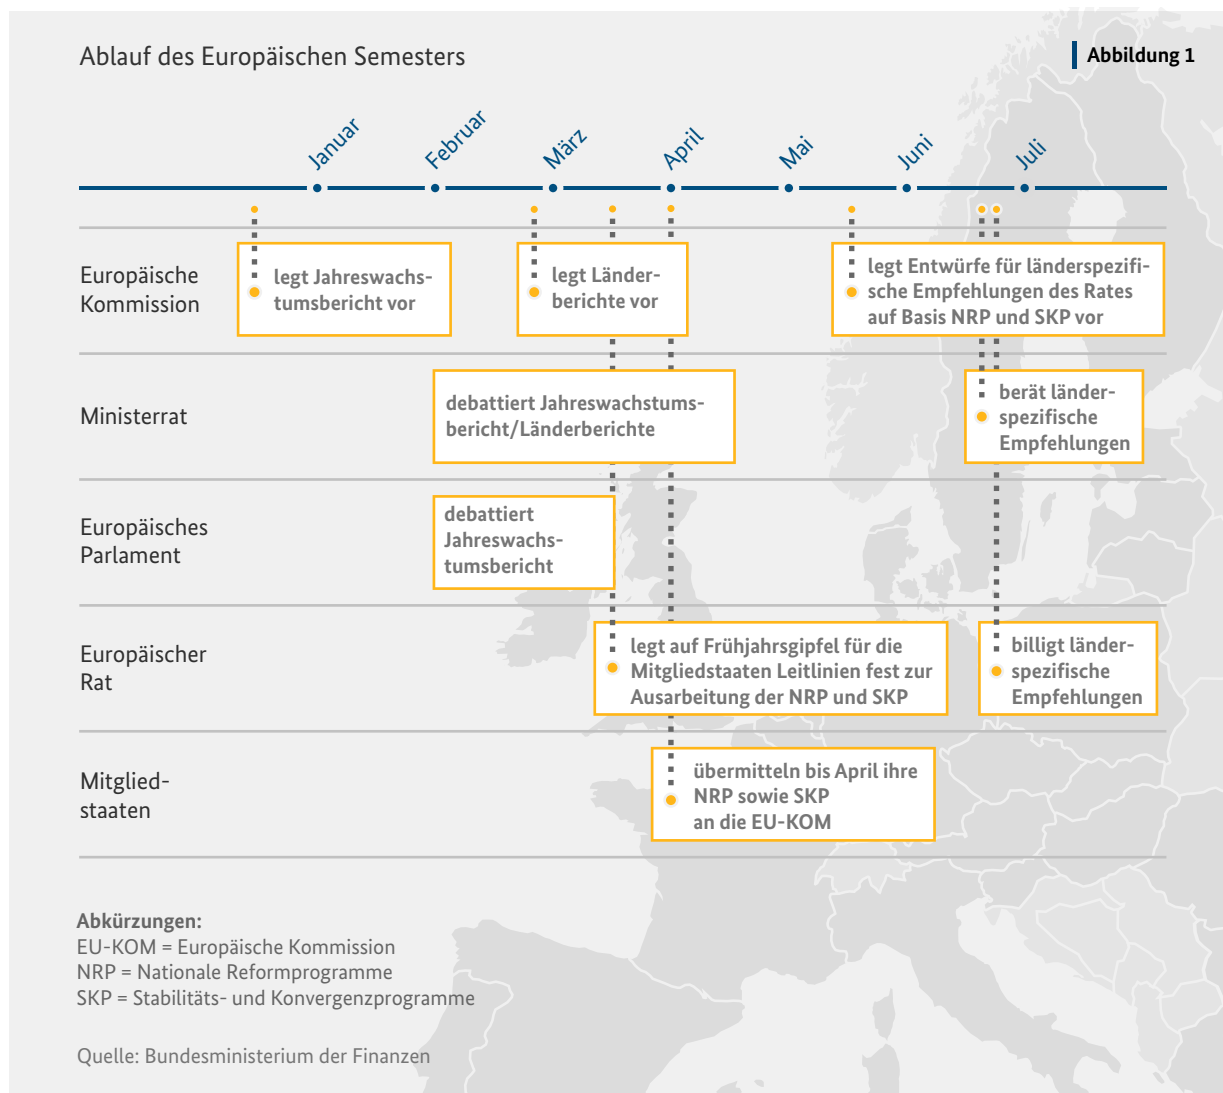 Ablauf des Europäischen Semesters
Abbildung 1
Januar
Februar
März
April
Mai
Juni
Juli
Europäische
Kommission
legt Jahreswachs-
tumsbericht vor
legt Länder-
berichte vor
legt Entwürfe für länderspezifi-
sche Empfehlungen des Rates
auf Basis NRP und SKP vor
Ministerrat
debattiert Jahreswachstums-
bericht/Länderberichte
berät länder-
spezifische
Empfehlungen
Europäisches
Parlament
debattiert
Jahreswachs-
tumsbericht
Europäischer
Rat
legt auf Frühjahrsgipfel für die
Mitgliedstaaten Leitlinien fest zur
Ausarbeitung der NRP und SKP
billigt länder-
spezifische
Empfehlungen
Mitglied-
staaten
übermitteln bis April ihre
NRP sowie SKP
an die EU-KOM
Abkürzungen:
EU-KOM = Europäische Kommission
NRP = Nationale Reformprogramme
SKP = Stabilitäts- und Konvergenzprogramme
Quelle: Bundesministerium der Finanzen